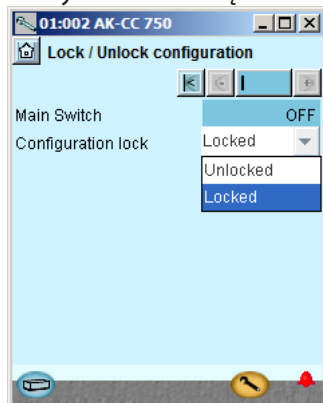 01:002 AK-CC 750
Lock / Unlock configuration
Main Switch OFF
Configuration lock Locked
Unlocked
Locked